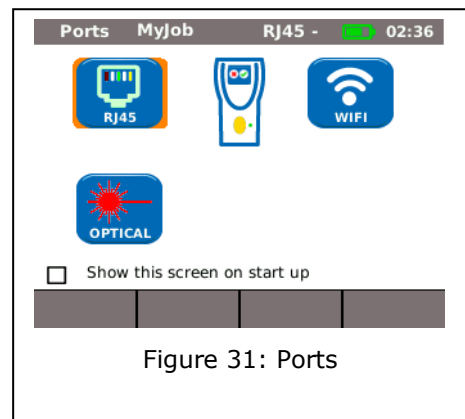 Ports MyJob RJ45 - 02:36
RJ45
WIFI
OPTICAL
Show this screen on start up
Figure 31: Ports